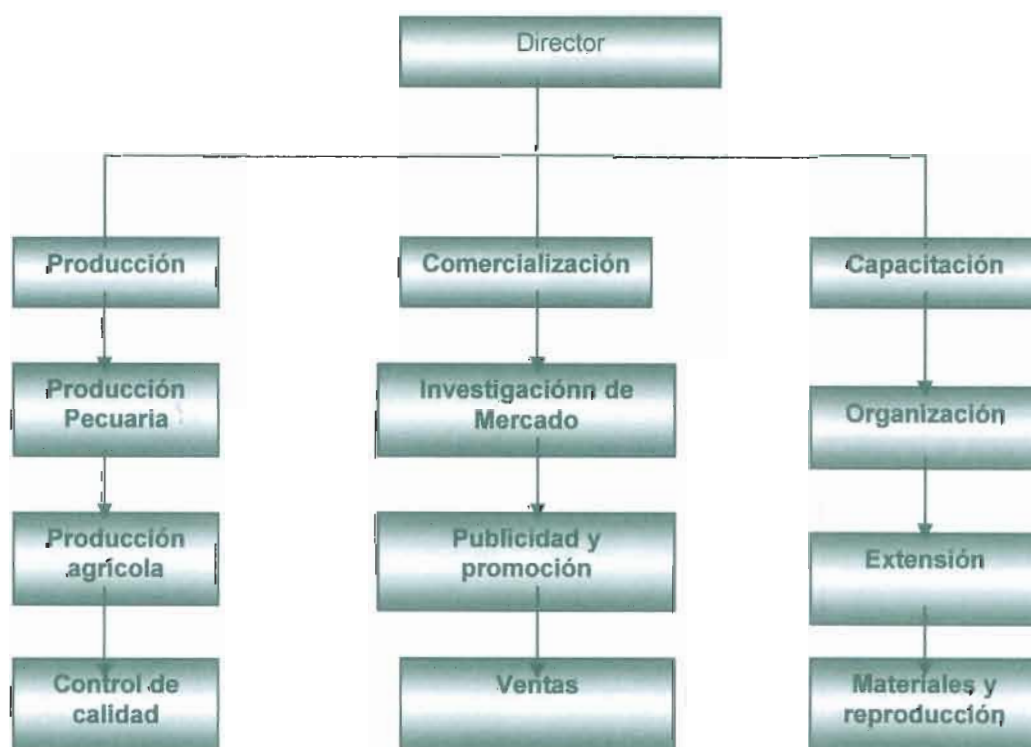 Director
Producción
Comercialización
Capacitación
Producción
Pecuaria
Investigaciónn de
Mercado
Organización
Producción
agrícola
Publicidad y
promoción
Extensión
Control de
calidad
Ventas
Materiales y
reproducción